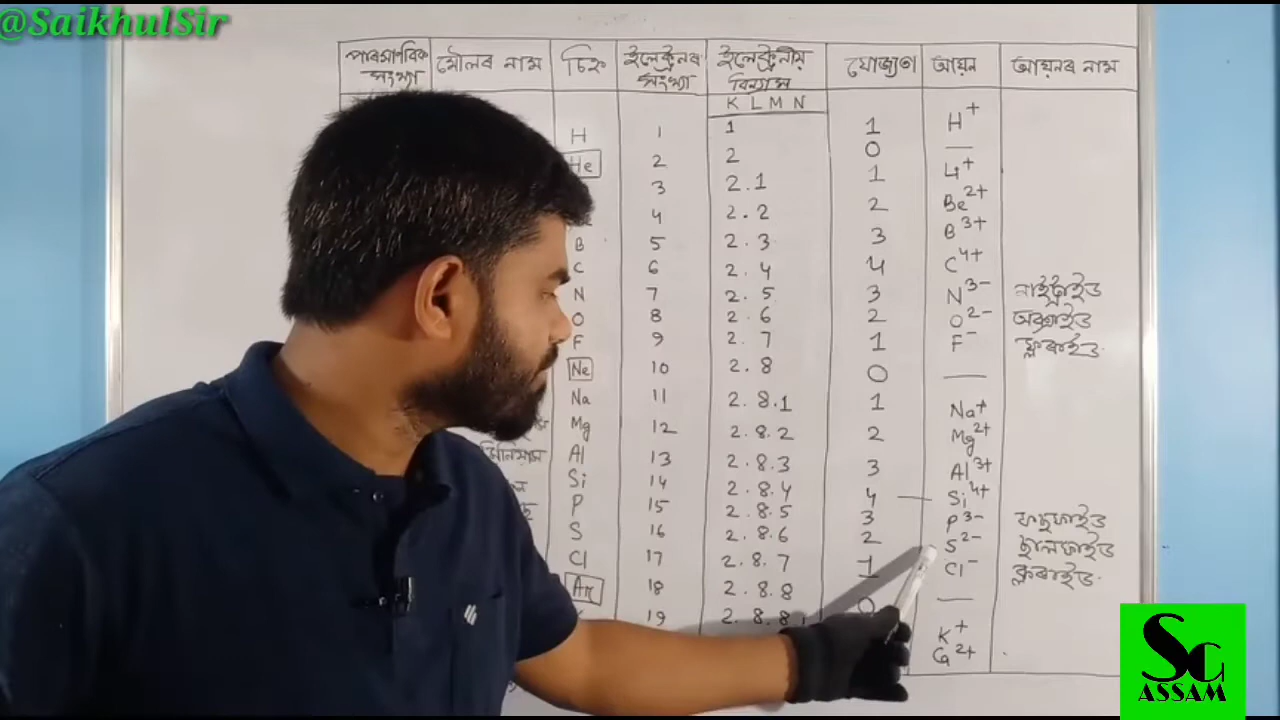 @SaikhulSir
পাৰমাণৱিক সংখ্যা মৌলৰ নাম চিহ্ন ইলেক্ট্ৰনৰ সংখ্যা ইলেক্ট্ৰনীয় বিন্যাস যোজ্যতা আয়ন আয়নৰ নাম
K L M N
H 1 1 1 H+
He 2 2 0 —
3 2.1 1 Li+
4 2.2 2 Be2+
B 5 2.3 3 B3+
C 6 2.4 4 C4+
N 7 2.5 3 N3- নাইট্ৰাইড
O 8 2.6 2 O2- অক্সাইড
F 9 2.7 1 F- ফ্লৰাইড
Ne 10 2.8 0 —
Na 11 2.8.1 1 Na+
Mg 12 2.8.2 2 Mg2+
মিনিয়াম Al 13 2.8.3 3 Al3+
Si 14 2.8.4 4 Si4+
P 15 2.8.5 3 P3- ফছফাইড
S 16 2.8.6 2 S2- ছালফাইড
Cl 17 2.8.7 1 Cl- ক্লৰাইড
Ar 18 2.8.8 0 —
19 2.8.8 K+
Ca2+
SG
ASSAM